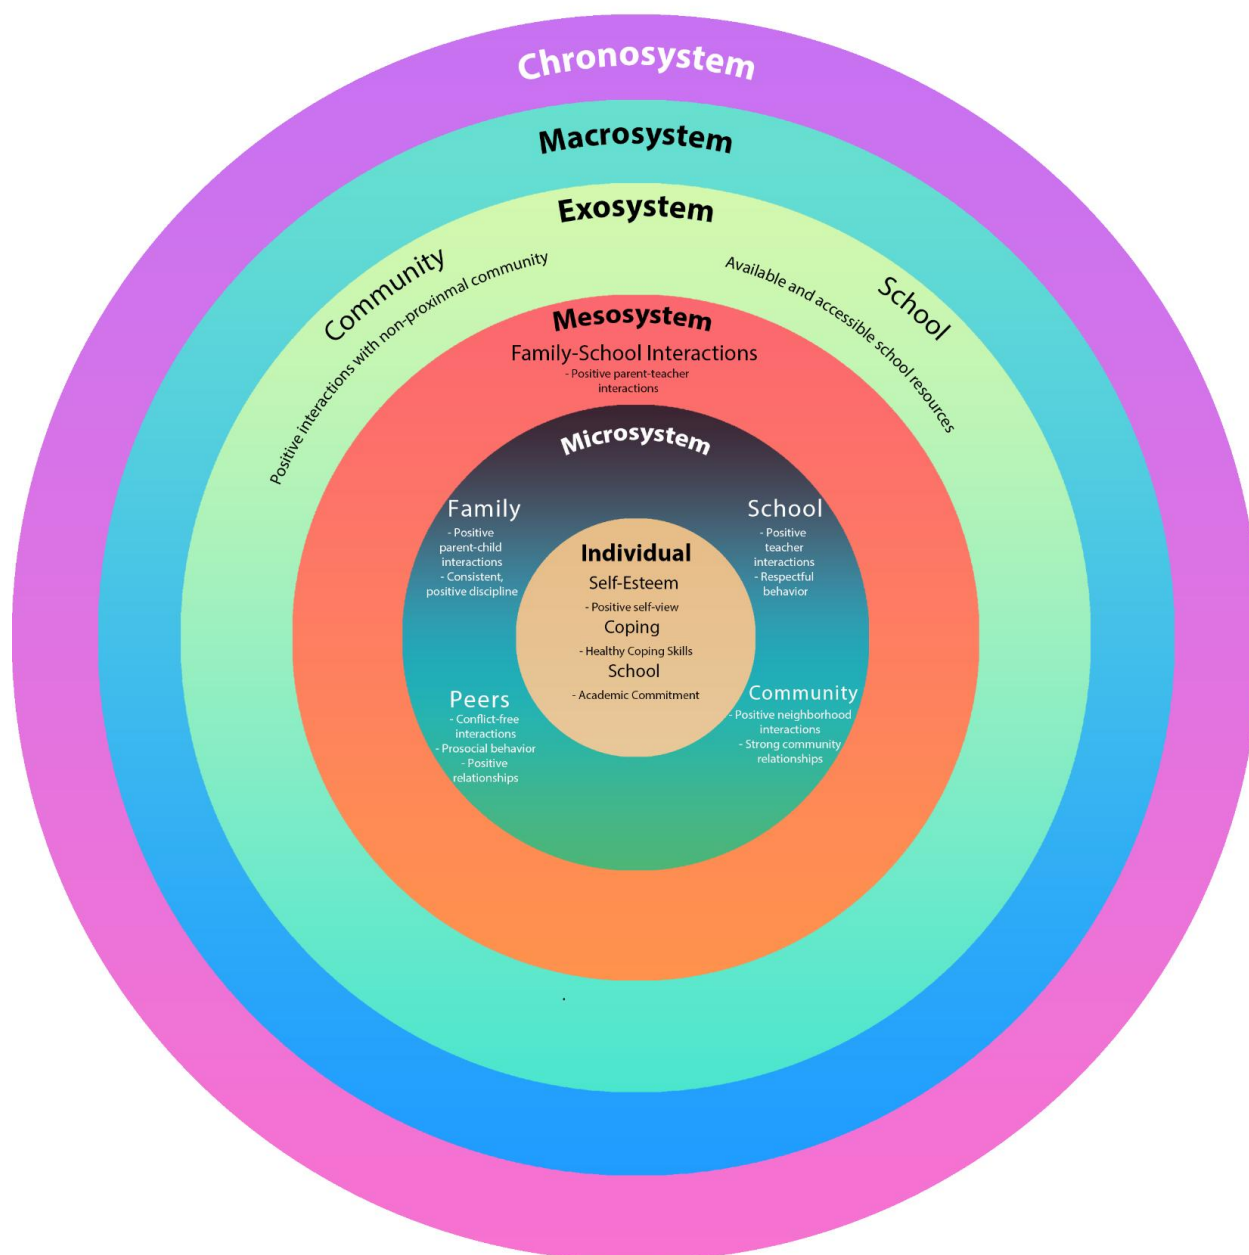 Chronosystem
Macrosystem
Exosystem
Community
Positive interactions with non-proxinmal community
School
Available and accessible school resources
Mesosystem
Family-School Interactions
- Positive parent-teacher
interactions
Microsystem
Family
- Positive
parent-child
interactions
- Consistent,
positive discipline
School
- Positive
teacher
interactions
- Respectful
behavior
Individual
Self-Esteem
- Positive self-view
Coping
- Healthy Coping Skills
School
- Academic Commitment
Peers
- Conflict-free
interactions
- Prosocial behavior
- Positive
relationships
Community
- Positive neighborhood
interactions
- Strong community
relationships